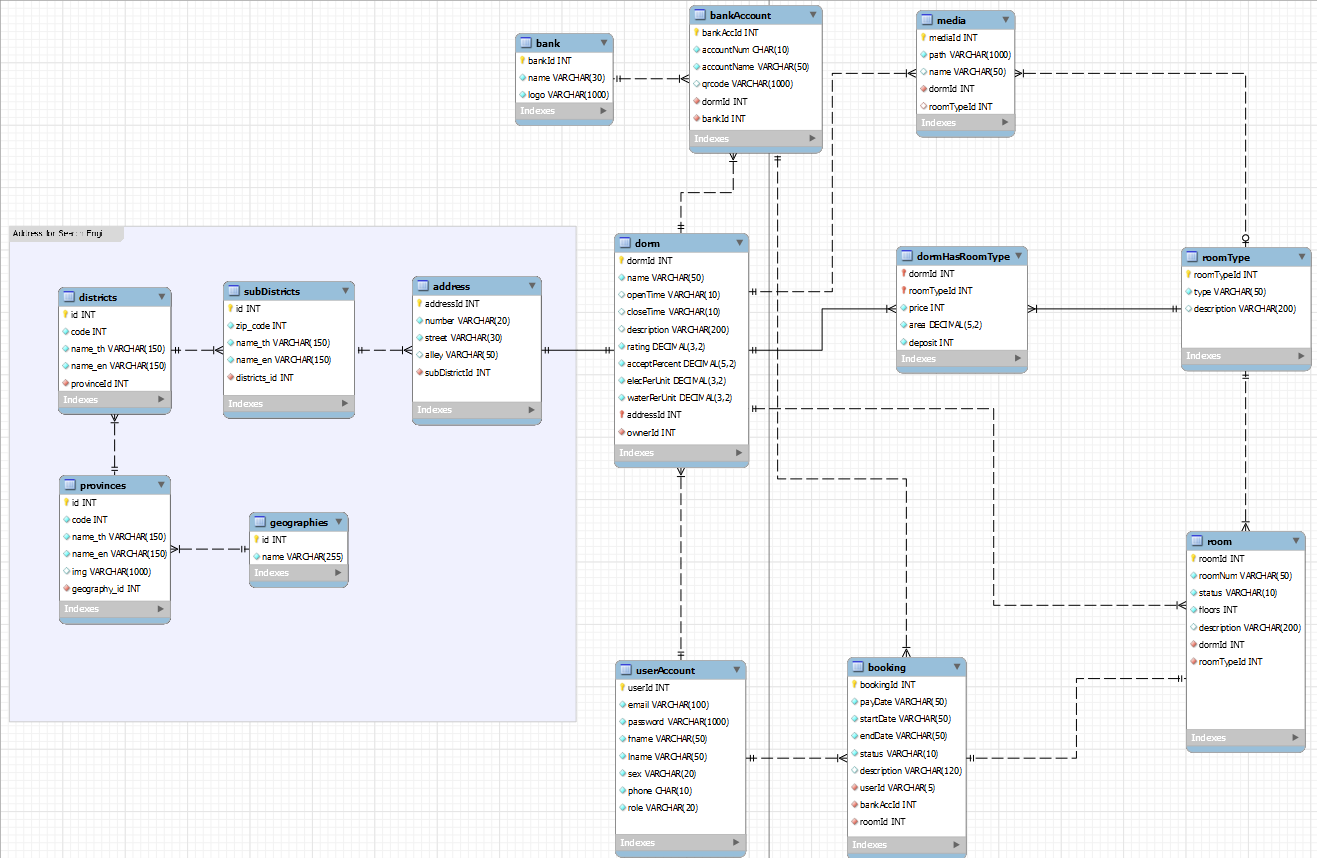 bank
bankId INT
name VARCHAR(30)
logo VARCHAR(1000)
Indexes
bankAccount
bankAccId INT
accountNum CHAR(10)
accountName VARCHAR(50)
qrcode VARCHAR(1000)
dormId INT
bankId INT
Indexes
media
mediaId INT
path VARCHAR(1000)
name VARCHAR(50)
dormId INT
roomTypeId INT
Indexes
Address for Search Engi
districts
id INT
code INT
name_th VARCHAR(150)
name_en VARCHAR(150)
provinceId INT
Indexes
subDistricts
id INT
zip_code INT
name_th VARCHAR(150)
name_en VARCHAR(150)
districts_id INT
Indexes
address
addressId INT
number VARCHAR(20)
street VARCHAR(30)
alley VARCHAR(50)
subDistrictId INT
Indexes
provinces
id INT
code INT
name_th VARCHAR(150)
name_en VARCHAR(150)
img VARCHAR(1000)
geography_id INT
Indexes
geographies
id INT
name VARCHAR(255)
Indexes
dorm
dormId INT
name VARCHAR(50)
openTime VARCHAR(10)
closeTime VARCHAR(10)
description VARCHAR(200)
rating DECIMAL(3,2)
acceptPercent DECIMAL(5,2)
elecPerUnit DECIMAL(3,2)
waterPerUnit DECIMAL(3,2)
addressId INT
ownerId INT
Indexes
dormHasRoomType
dormId INT
roomTypeId INT
price INT
area DECIMAL(5,2)
deposit INT
Indexes
roomType
roomTypeId INT
type VARCHAR(50)
description VARCHAR(200)
Indexes
room
roomId INT
roomNum VARCHAR(50)
status VARCHAR(10)
floors INT
description VARCHAR(200)
dormId INT
roomTypeId INT
Indexes
userAccount
userId INT
email VARCHAR(100)
password VARCHAR(1000)
fname VARCHAR(50)
lname VARCHAR(50)
sex VARCHAR(20)
phone CHAR(10)
role VARCHAR(20)
Indexes
booking
bookingId INT
payDate VARCHAR(50)
startDate VARCHAR(50)
endDate VARCHAR(50)
status VARCHAR(10)
description VARCHAR(120)
userId VARCHAR(5)
bankAccId INT
roomId INT
Indexes